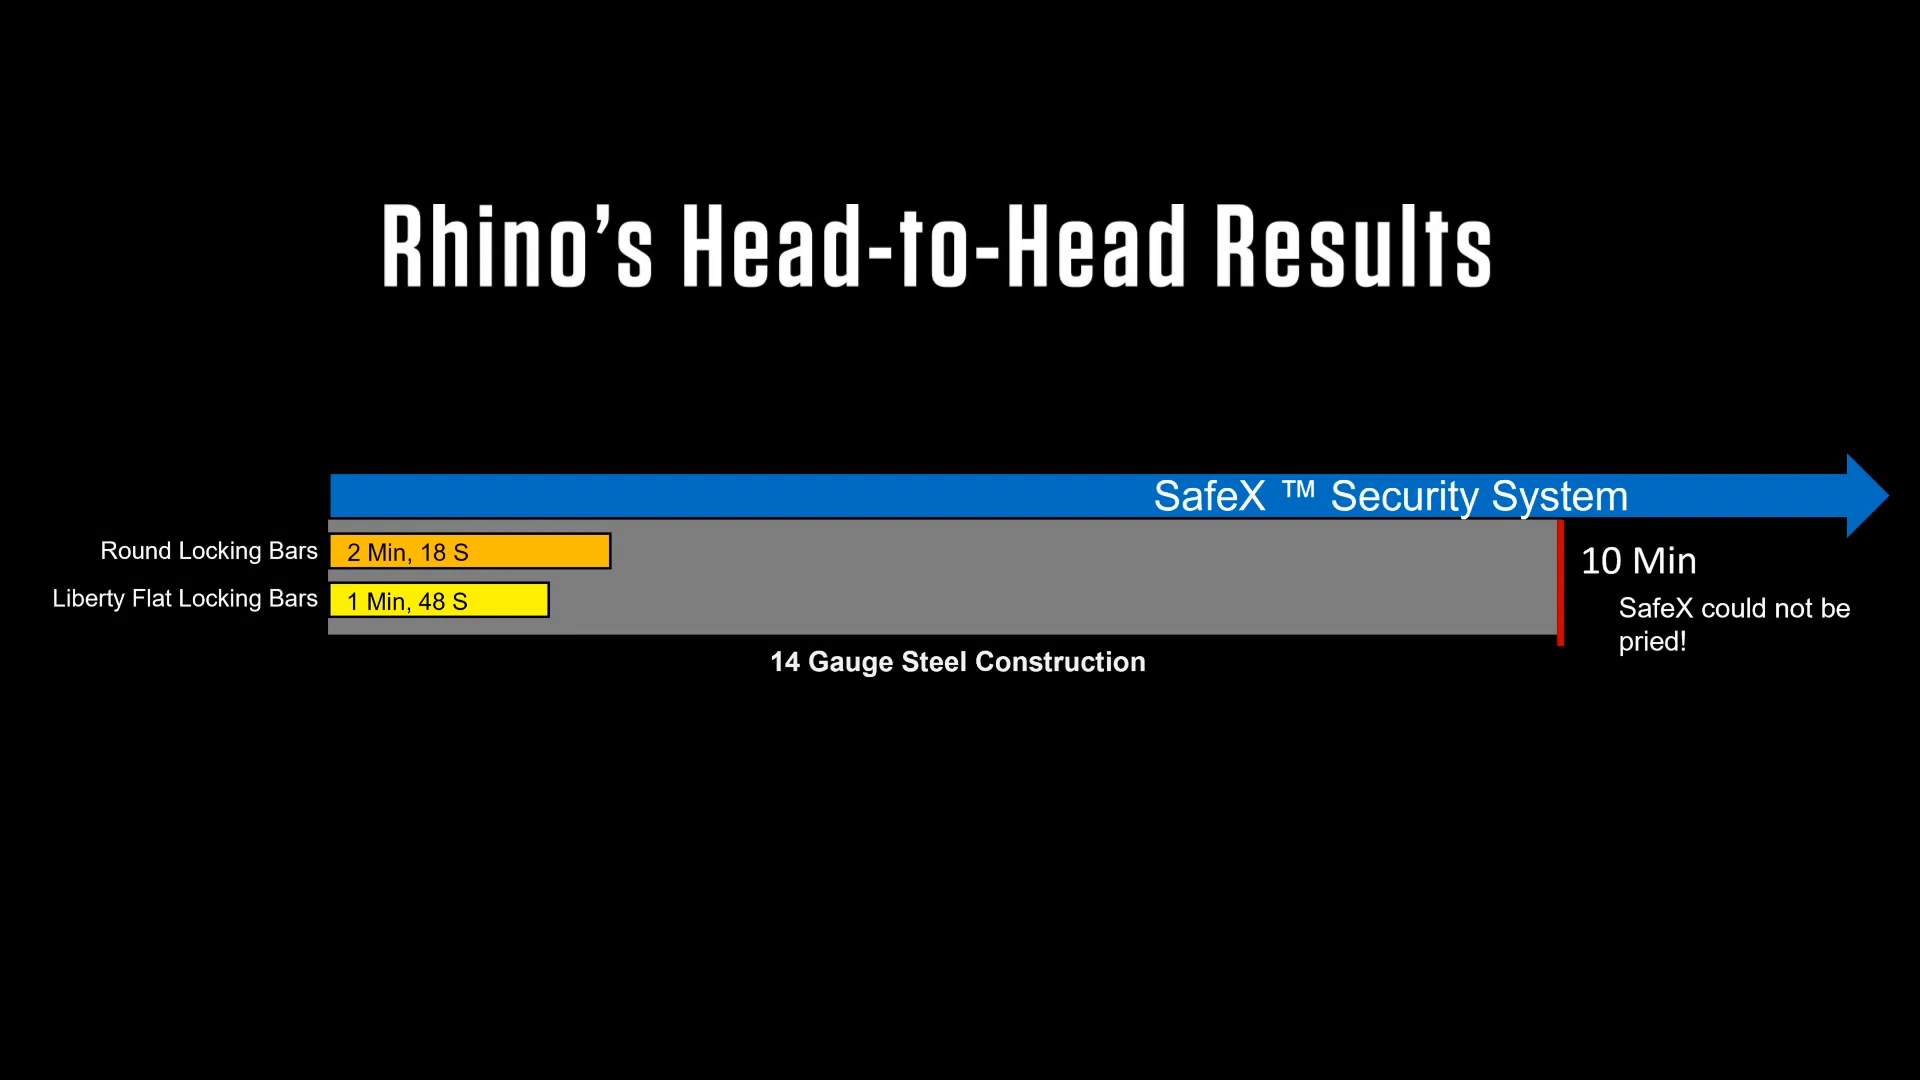 Rhino’s Head-to-Head Results
SafeX ™ Security System
Round Locking Bars
2 Min, 18 S
10 Min
Liberty Flat Locking Bars
1 Min, 48 S
SafeX could not be
pried!
14 Gauge Steel Construction